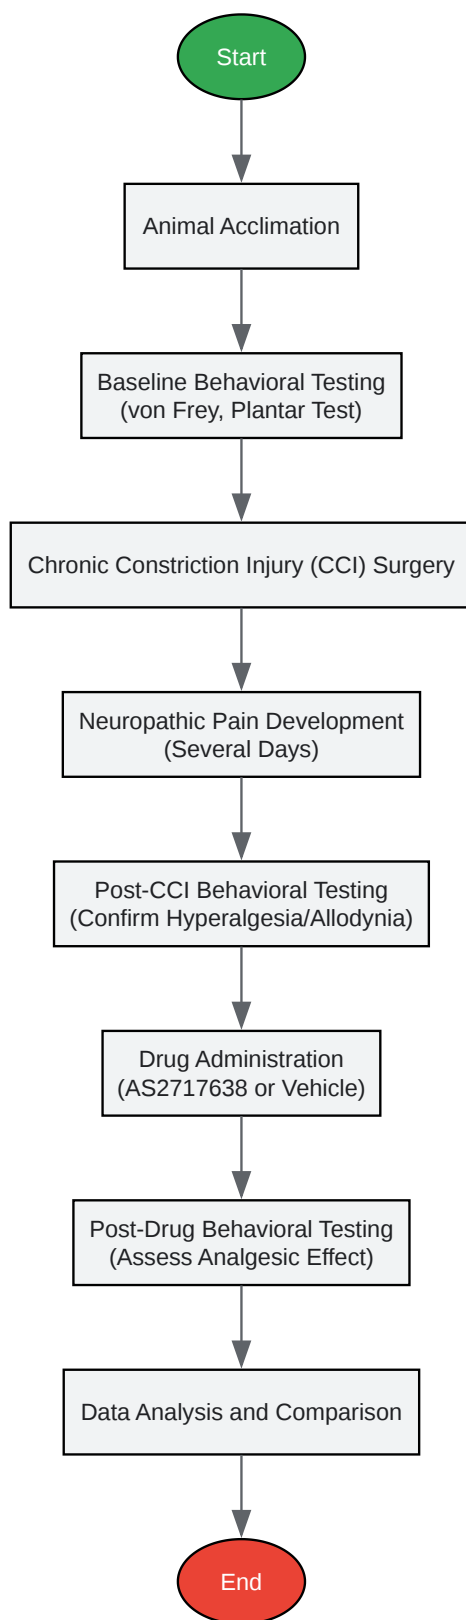 Start
Animal Acclimation
Baseline Behavioral Testing
(von Frey, Plantar Test)
Chronic Constriction Injury (CCI) Surgery
Neuropathic Pain Development
(Several Days)
Post-CCI Behavioral Testing
(Confirm Hyperalgesia/Allodynia)
Drug Administration
(AS2717638 or Vehicle)
Post-Drug Behavioral Testing
(Assess Analgesic Effect)
Data Analysis and Comparison
End